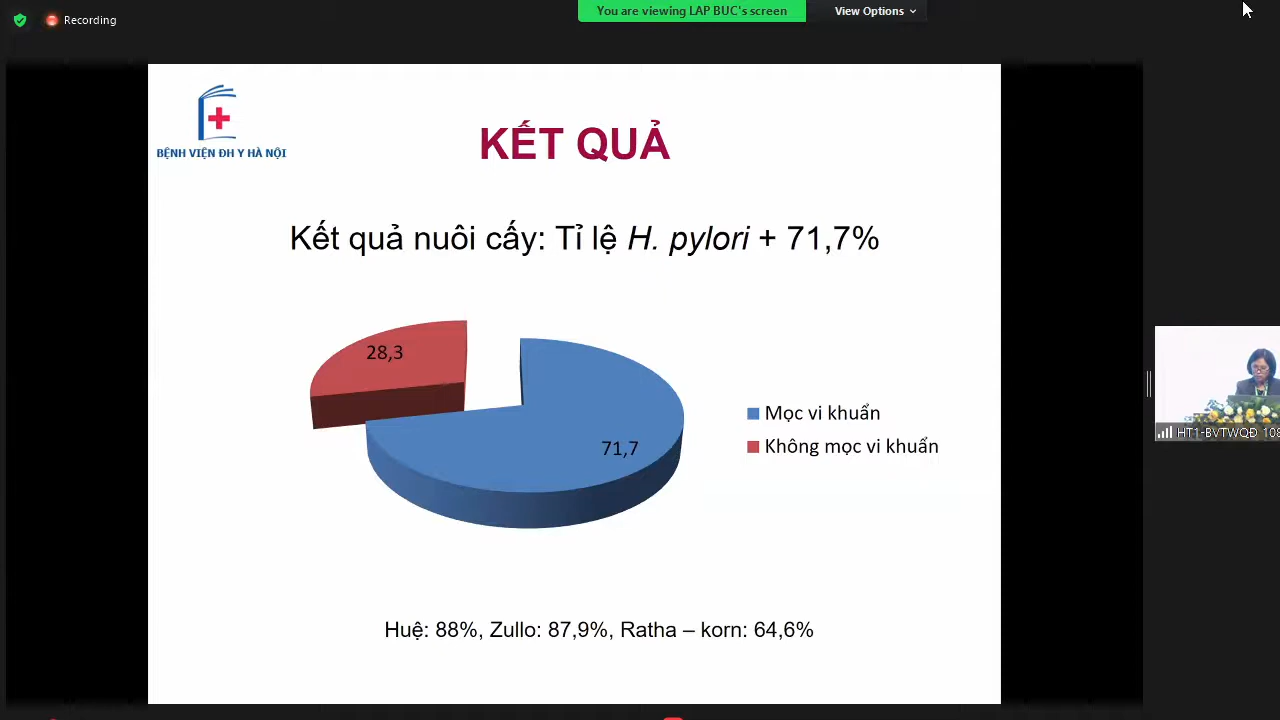 Recording
You are viewing LAP BUC's screen
View Options
BỆNH VIỆN ĐH Y HÀ NỘI
KẾT QUẢ
Kết quả nuôi cấy: Tỉ lệ H. pylori + 71,7%
28,3
71,7
Mọc vi khuẩn
Không mọc vi khuẩn
HT1-BVTWQĐ 108
Huệ: 88%, Zullo: 87,9%, Ratha – korn: 64,6%